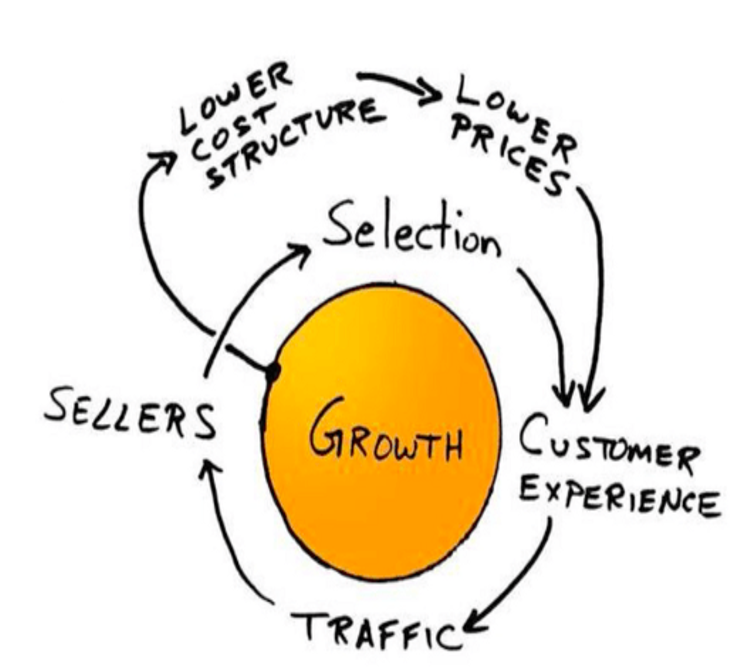 LOWER
COST
STRUCTURE
LOWER
PRICES
Selection
SELLERS
GROWTH
CUSTOMER
EXPERIENCE
TRAFFIC